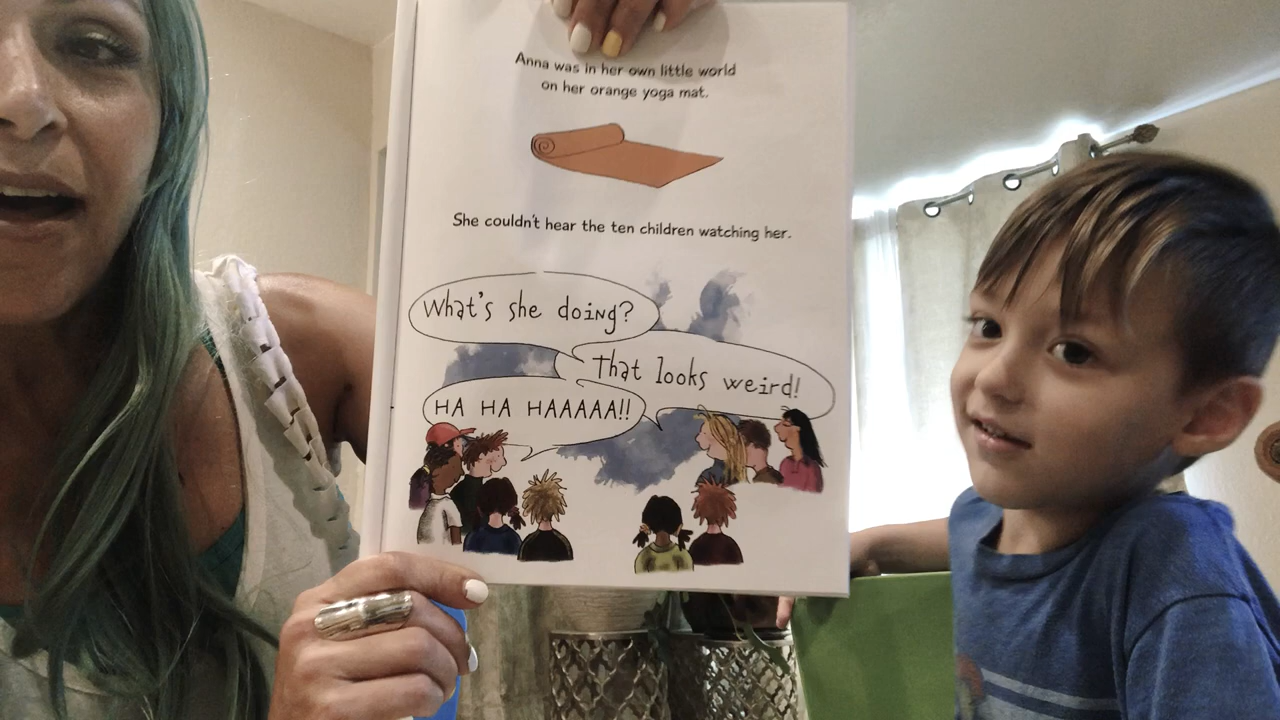 Anna was in her own little world
on her orange yoga mat.
She couldn't hear the ten children watching her.
What's she doing?
That looks weird!
HA HA HAAAAA!!